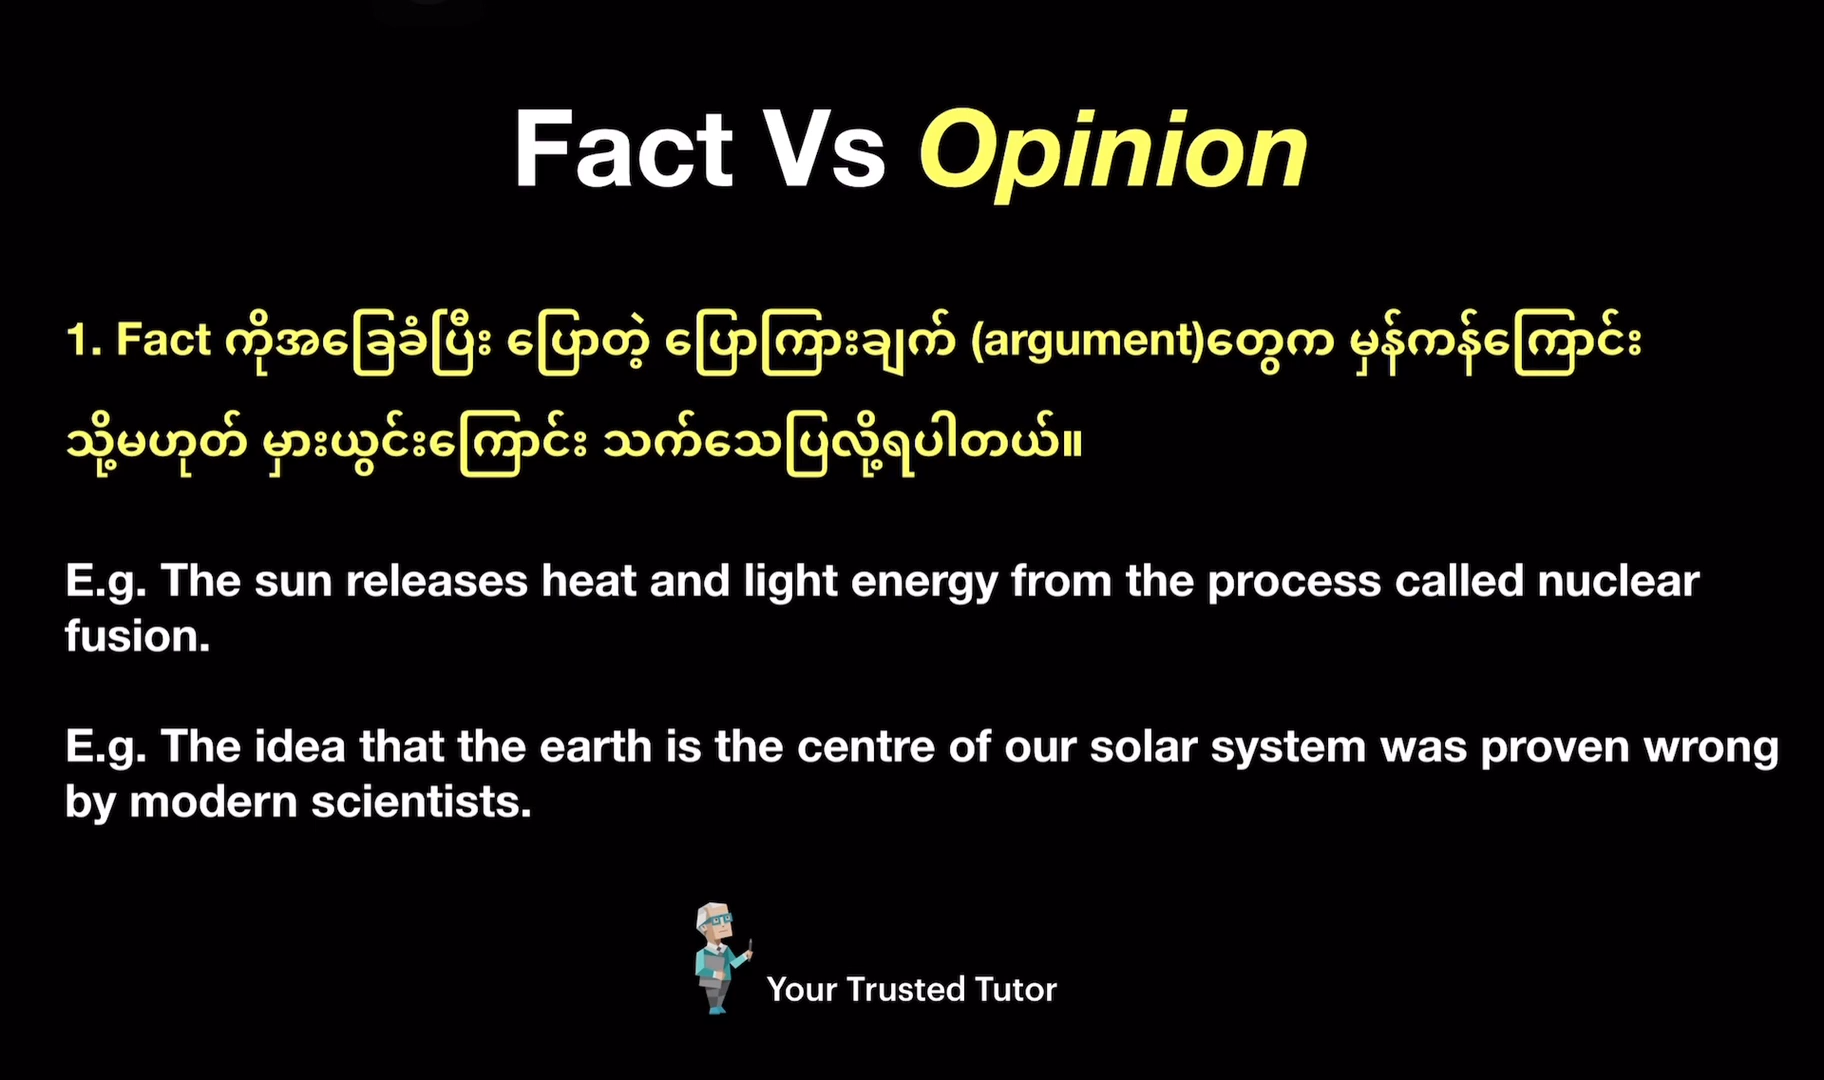 Fact Vs Opinion
1. Fact ကိုအခြေခံပြီး ပြောတဲ့ ပြောကြားချက် (argument)တွေက မှန်ကန်ကြောင်း
သို့မဟုတ် မှားယွင်းကြောင်း သက်သေပြလို့ရပါတယ်။
E.g. The sun releases heat and light energy from the process called nuclear
fusion.
E.g. The idea that the earth is the centre of our solar system was proven wrong
by modern scientists.
Your Trusted Tutor